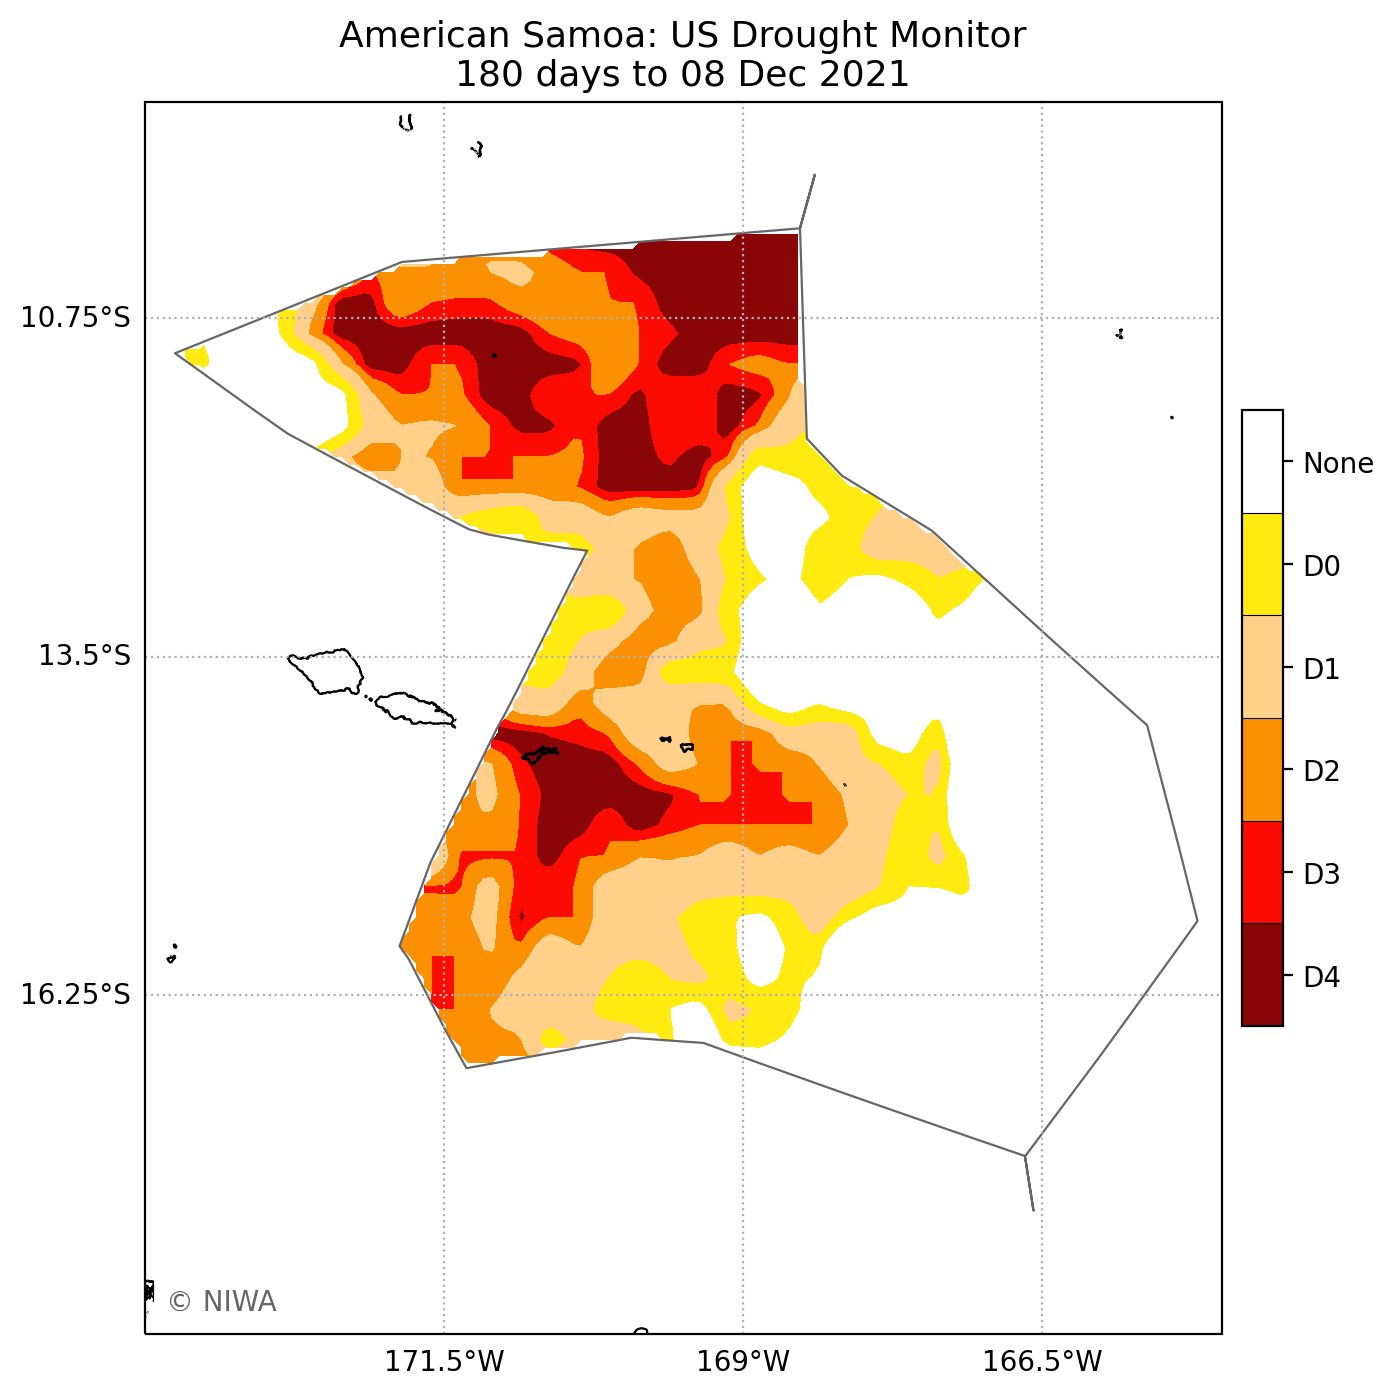 American Samoa: US Drought Monitor
180 days to 08 Dec 2021
10.75°S
13.5°S
16.25°S
171.5°W
169°W
166.5°W
None
D0
D1
D2
D3
D4
© NIWA